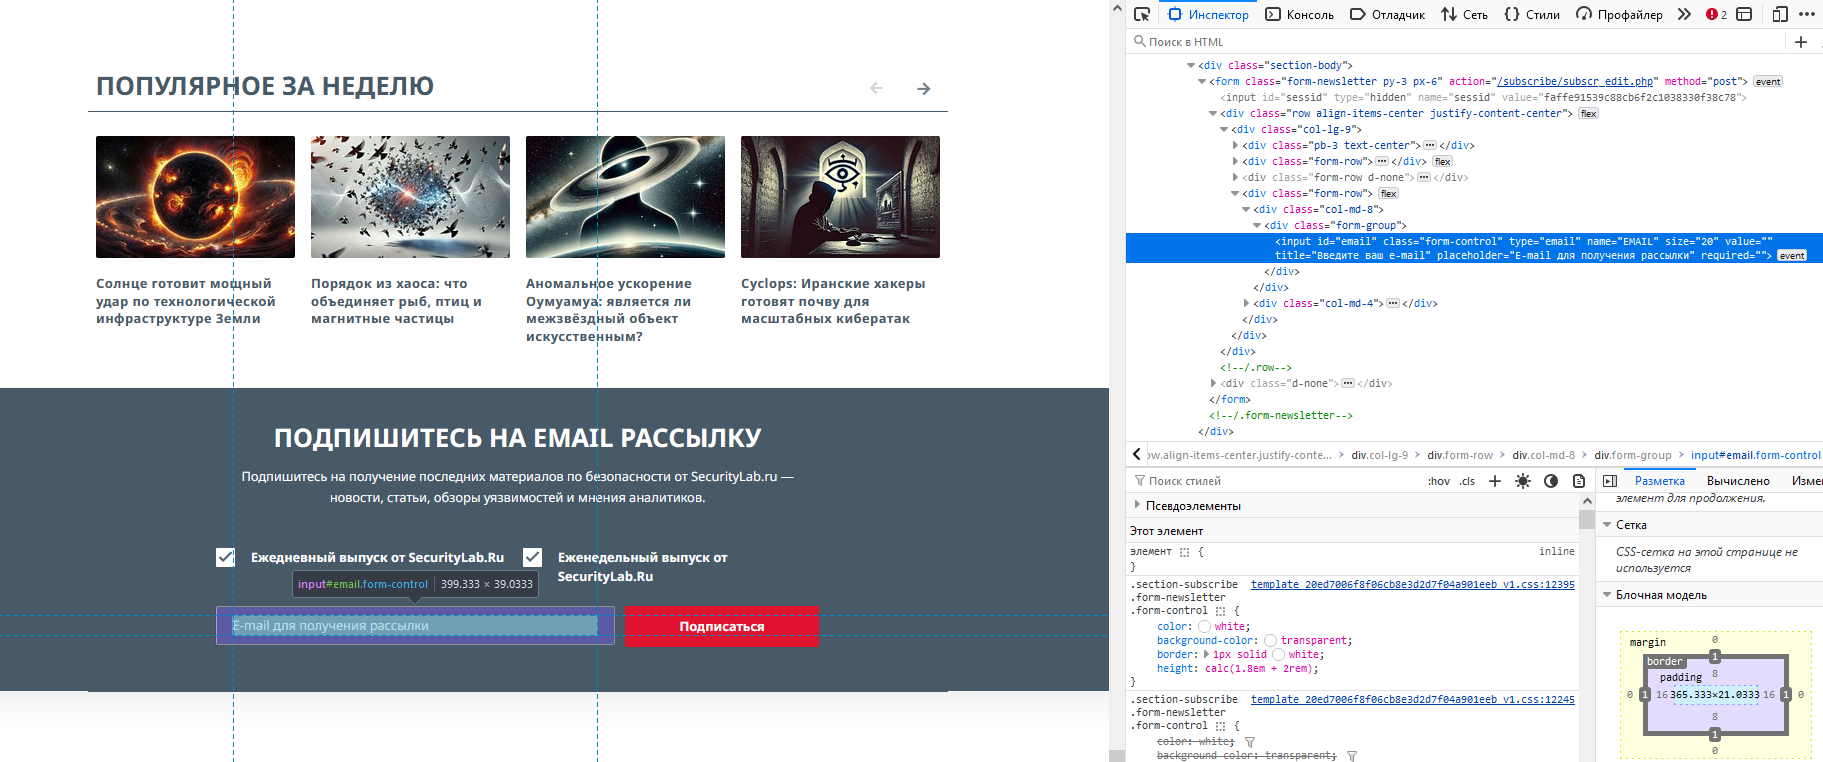 ПОПУЛЯРНОЕ ЗА НЕДЕЛЮ
Солнце готовит мощный
удар по технологической
инфраструктуре Земли
Порядок из хаоса: что
объединяет рыб, птиц и
магнитные частицы
Аномальное ускорение
Оумуамуа: является ли
межзвёздный объект
искусственным?
Cyclops: Иранские хакеры
готовят почву для
масштабных кибератак
ПОДПИШИТЕСЬ НА EMAIL РАССЫЛКУ
Подпишитесь на получение последних материалов по безопасности от SecurityLab.ru —
новости, статьи, обзоры уязвимостей и мнения аналитиков.
Ежедневный выпуск от SecurityLab.Ru
Еженедельный выпуск от
SecurityLab.Ru
input#email.form-control 399.333 × 39.0333
E-mail для получения рассылки
Подписаться
Инспектор Консоль Отладчик Сеть Стили Профайлер 2
Поиск в HTML
<div class="section-body">
<form class="form-newsletter py-3 px-6" action="/subscribe/subscr_edit.php" method="post"> event
<input id="sessid" type="hidden" name="sessid" value="faffe91539c88cb6f2c1038330f38c78">
<div class="row align-items-center justify-content-center"> flex
<div class="col-lg-9">
<div class="pb-3 text-center"></div>
<div class="form-row"></div> flex
<div class="form-row d-none"></div>
<div class="form-row"> flex
<div class="col-md-8">
<div class="form-group">
<input id="email" class="form-control" type="email" name="EMAIL" size="20" value=""
title="Введите ваш e-mail" placeholder="E-mail для получения рассылки" required=""> event
</div>
</div>
<div class="col-md-4"></div>
</div>
</div>
</div>
<!--/.row-->
<div class="d-none"></div>
</form>
<!--/.form-newsletter-->
</div>
ow.align-items-center.justify-conte... div.col-lg-9 div.form-row div.col-md-8 div.form-group input#email.form-control
Поиск стилей :hov .cls
Псевдоэлементы
Этот элемент
элемент { inline
}
.section-subscribe template_20ed7006f8f06cb8e3d2d7f04a901eeb_v1.css:12395
.form-newsletter
.form-control {
color: white;
background-color: transparent;
border: 1px solid white;
height: calc(1.8em + 2rem);
}
.section-subscribe template_20ed7006f8f06cb8e3d2d7f04a901eeb_v1.css:12245
.form-newsletter
.form-control {
color: white;
background-color: transparent;
Разметка Вычислено Изме
элемент для продолжения.
Сетка
CSS-сетка на этой странице не
используется
Блочная модель
margin 0
border 1
padding 8
0 1 16 365.333×21.0333 16 1 0
8
1
0